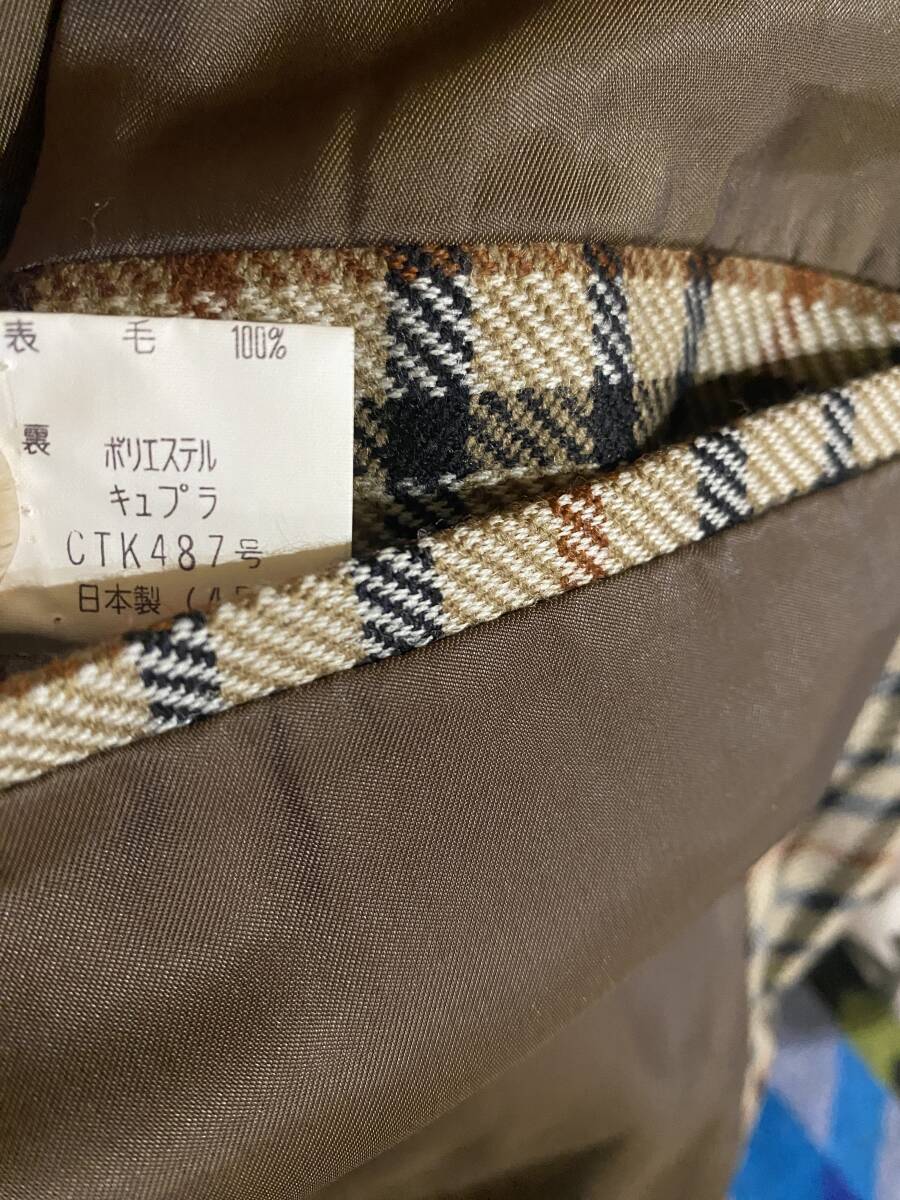 表 毛 100%
裏 ポリエステル
キュプラ
CTK487号
日本製